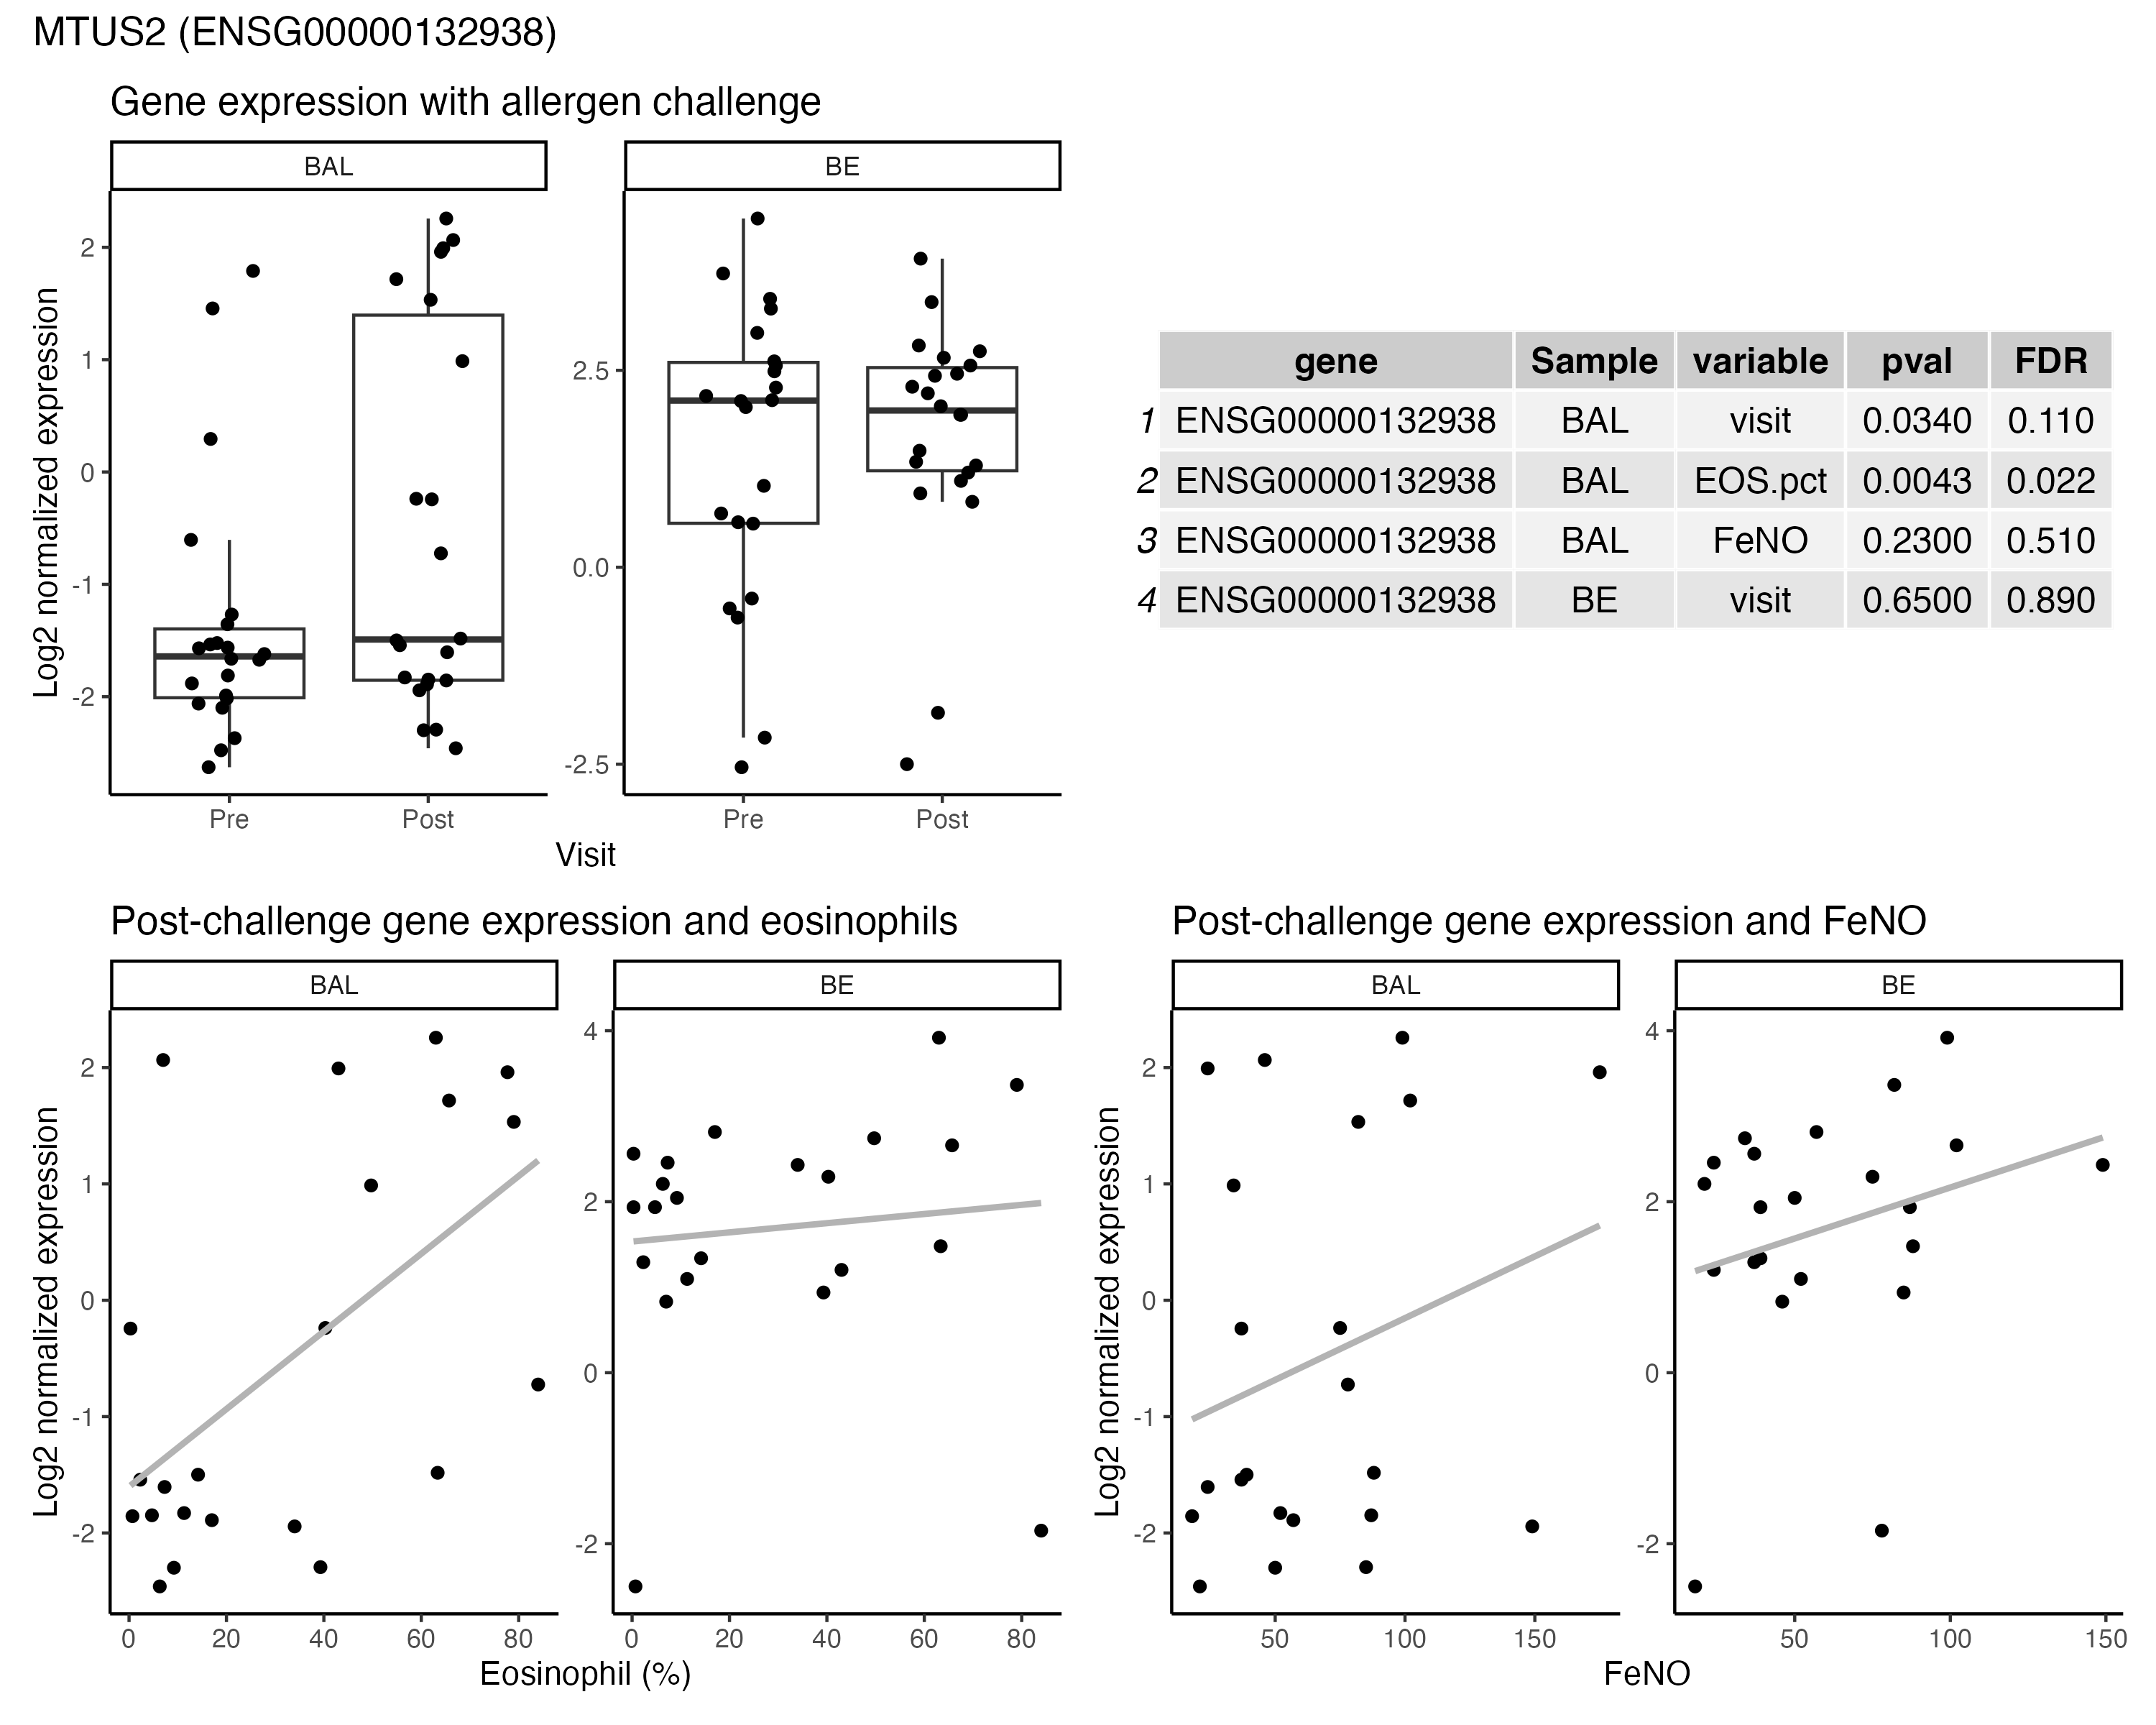 MTUS2 (ENSG00000132938)
Gene expression with allergen challenge
BAL
BE
Log2 normalized expression
2
1
0
-1
-2
2.5
0.0
-2.5
Pre
Post
Pre
Post
Visit
gene Sample variable pval FDR
1 ENSG00000132938 BAL visit 0.0340 0.110
2 ENSG00000132938 BAL EOS.pct 0.0043 0.022
3 ENSG00000132938 BAL FeNO 0.2300 0.510
4 ENSG00000132938 BE visit 0.6500 0.890
Post-challenge gene expression and eosinophils
BAL
BE
Log2 normalized expression
2
1
0
-1
-2
4
2
0
-2
0 20 40 60 80
0 20 40 60 80
Eosinophil (%)
Post-challenge gene expression and FeNO
BAL
BE
Log2 normalized expression
2
1
0
-1
-2
4
2
0
-2
50 100 150
50 100 150
FeNO